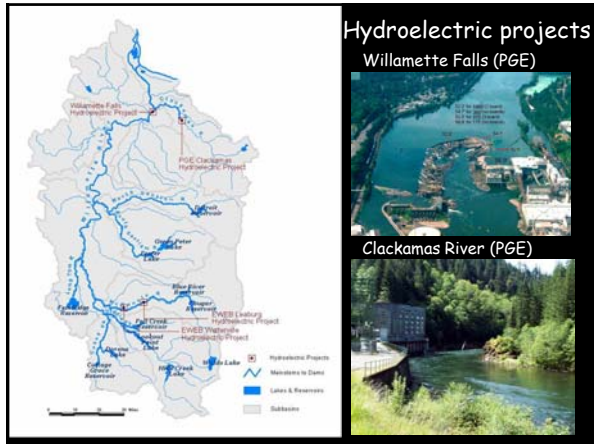 Hydroelectric projects
Willamette Falls (PGE)
Clackamas River (PGE)
Willamette Falls
Hydroelectric Project
PGE Clackamas
Hydroelectric Project
Detroit
Reservoir
Green Peter
Lake
Foster
Lake
Blue River
Reservoir
Cougar
Reservoir
Fern Ridge
Reservoir
EWEB Leaburg
Hydroelectric Project
EWEB Walterville
Hydroelectric Project
Fall Creek
Reservoir
Lookout
Point
Lake
Dorena
Lake
Cottage
Grove
Reservoir
Hills Creek
Lake
Waldo Lake
Hydroelectric Projects
Mainstems to Dams
Lakes & Reservoirs
Subbasins